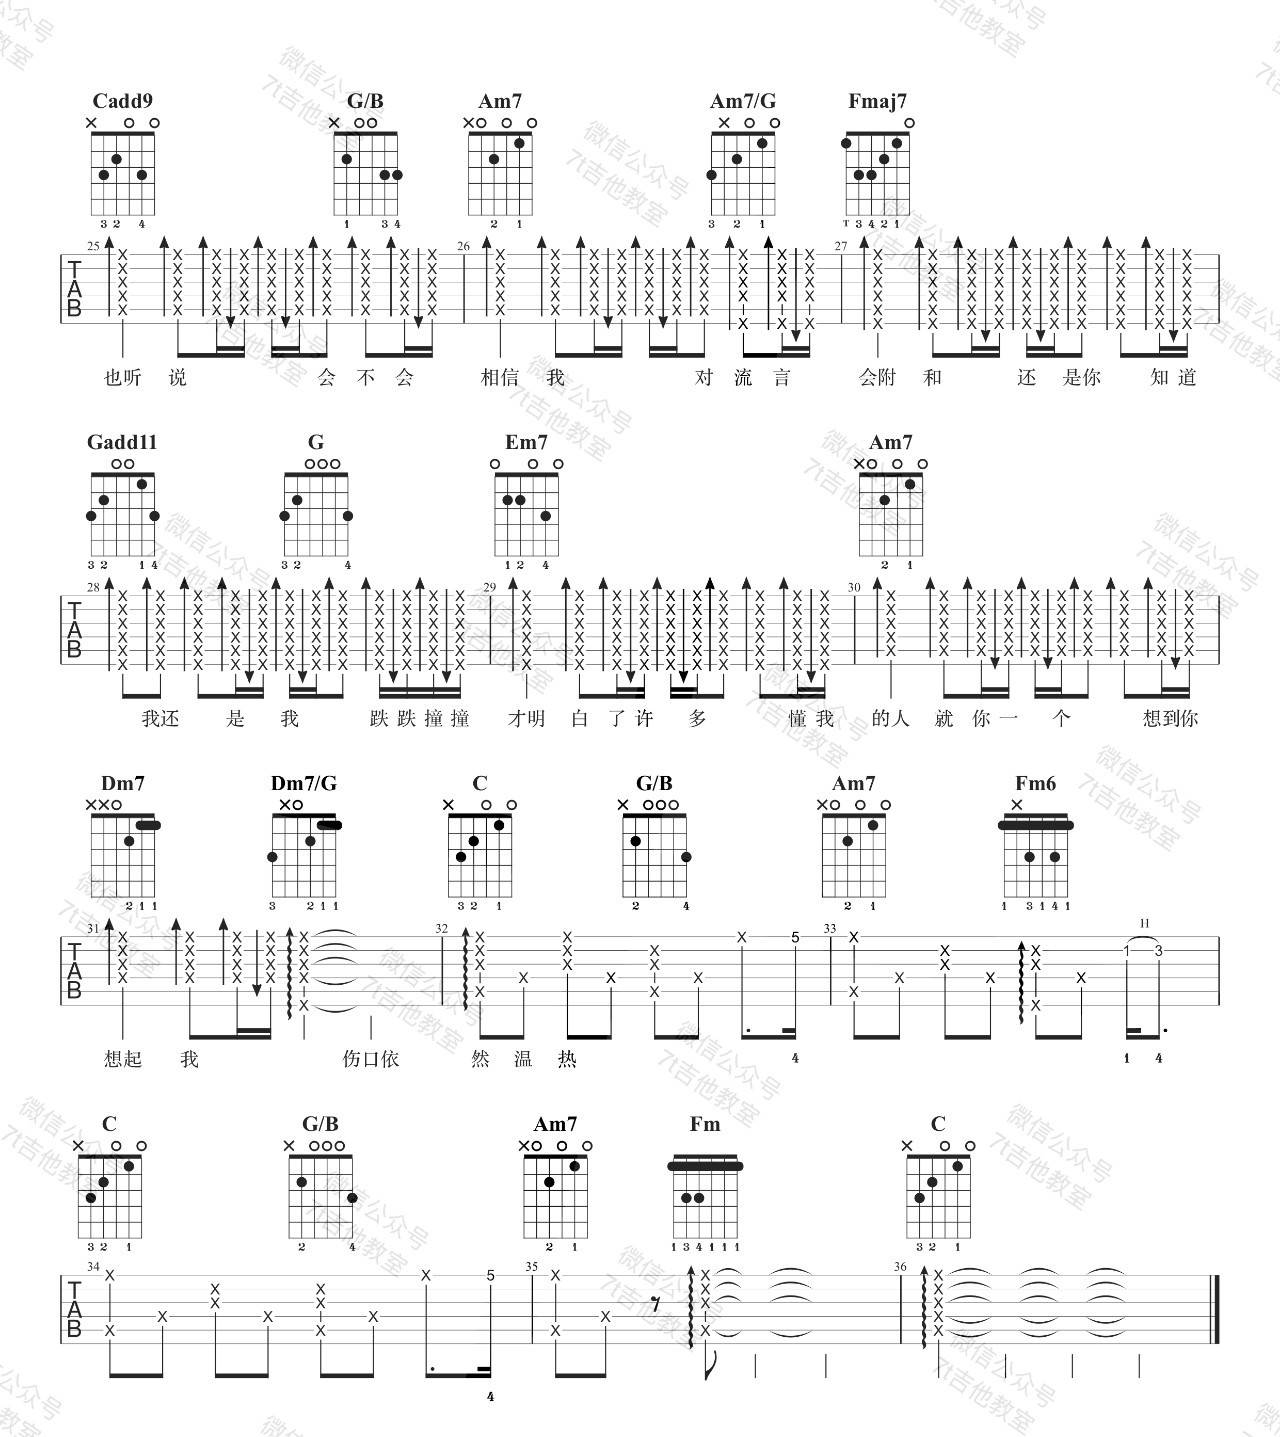 Cadd9 G/B Am7 Am7/G Fmaj7
3 2 4 1 3 4 2 1 3 2 1 T 3 4 2 1
25 26 27
TAB
也听 说 会 不 会 相信 我 对 流 言 会附 和 还 是你 知 道
Gadd11 G Em7 Am7
3 2 1 4 3 2 4 1 2 4 2 1
28 29 30
TAB
我还 是 我 跌 跌 撞 撞 才明 白 了 许 多 懂 我 的人 就 你 一 个 想到你
Dm7 Dm7/G C G/B Am7 Fm6
2 1 1 3 2 1 1 3 2 1 2 4 2 1 1 3 1 4 1
31 32 33 H
TAB 5 1 3
想起 我 伤口依 然 温 热
4 1 4
C G/B Am7 Fm C
3 2 1 2 4 2 1 1 3 4 1 1 1 3 2 1
34 35 36
TAB 5
4
微信公众号
7t吉他教室